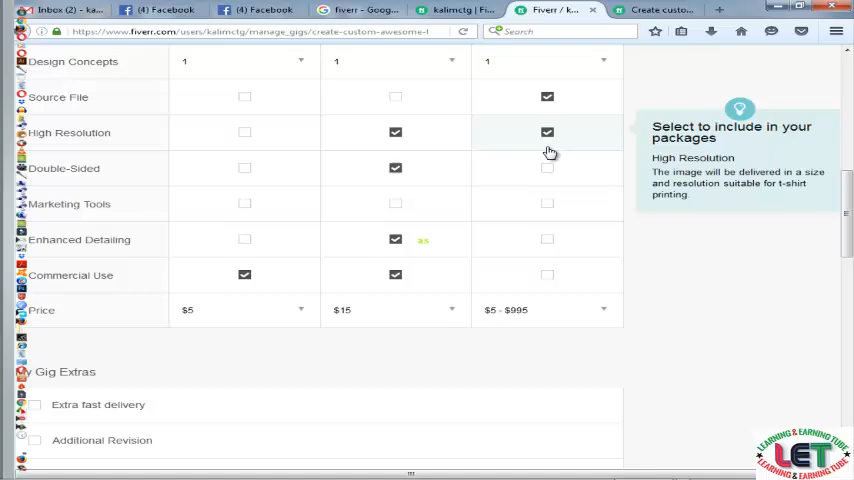 Inbox (2) - ka...
(4) Facebook
(4) Facebook
fiverr - Goog...
kalimctg | Fi...
Fiverr / k...
Create custo...
https://www.fiverr.com/users/kalimctg/manage_gigs/create-custom-awesome-t
Search
Design Concepts 1 1 1
Source File
High Resolution
Double-Sided
Marketing Tools
Enhanced Detailing as
Commercial Use
Price $5 $15 $5 - $995
Select to include in your
packages
High Resolution
The image will be delivered in a size
and resolution suitable for t-shirt
printing.
My Gig Extras
Extra fast delivery
Additional Revision
LEARNING & EARNING TUBE
LET
LEARNING & EARNING TUBE